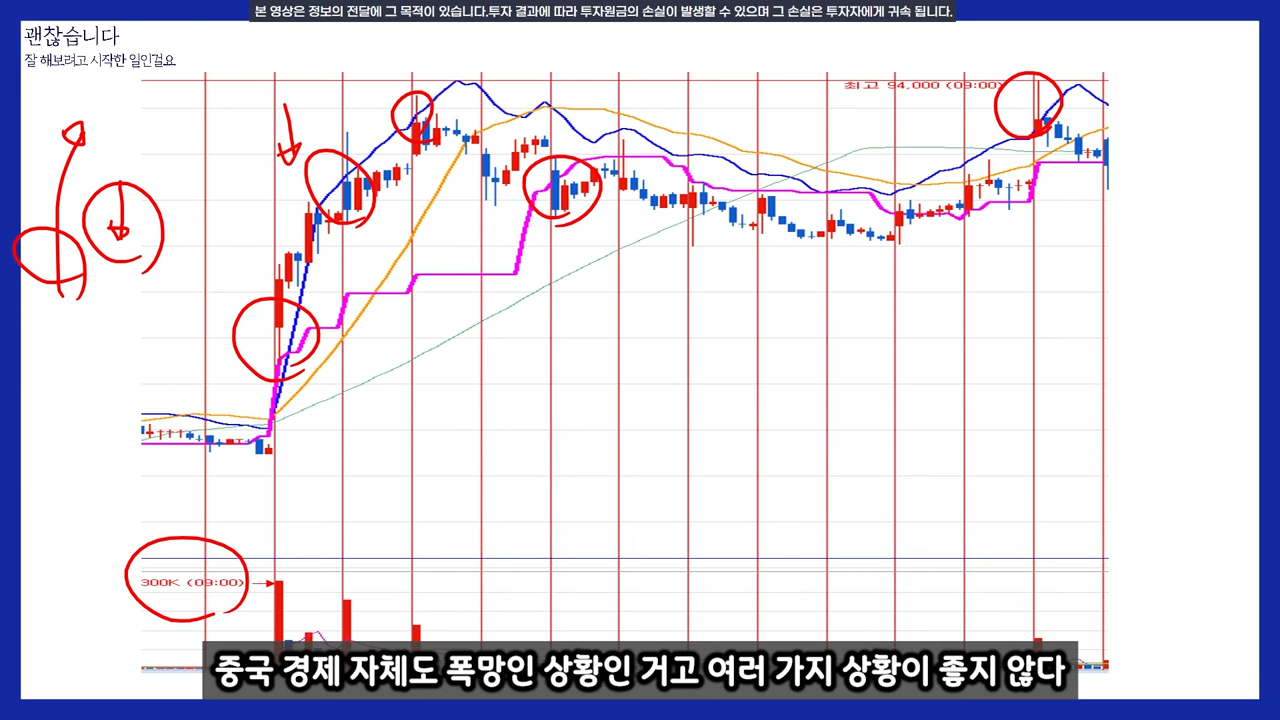 본 영상은 정보의 전달에 그 목적이 있습니다.투자 결과에 따라 투자원금의 손실이 발생할 수 있으며 그 손실은 투자자에게 귀속 됩니다.
괜찮습니다
잘 해보려고 시작한 일인걸요
최고 94,000 (09:00)
300K (09:00)
중국 경제 자체도 폭망인 상황인 거고 여러 가지 상황이 좋지 않다